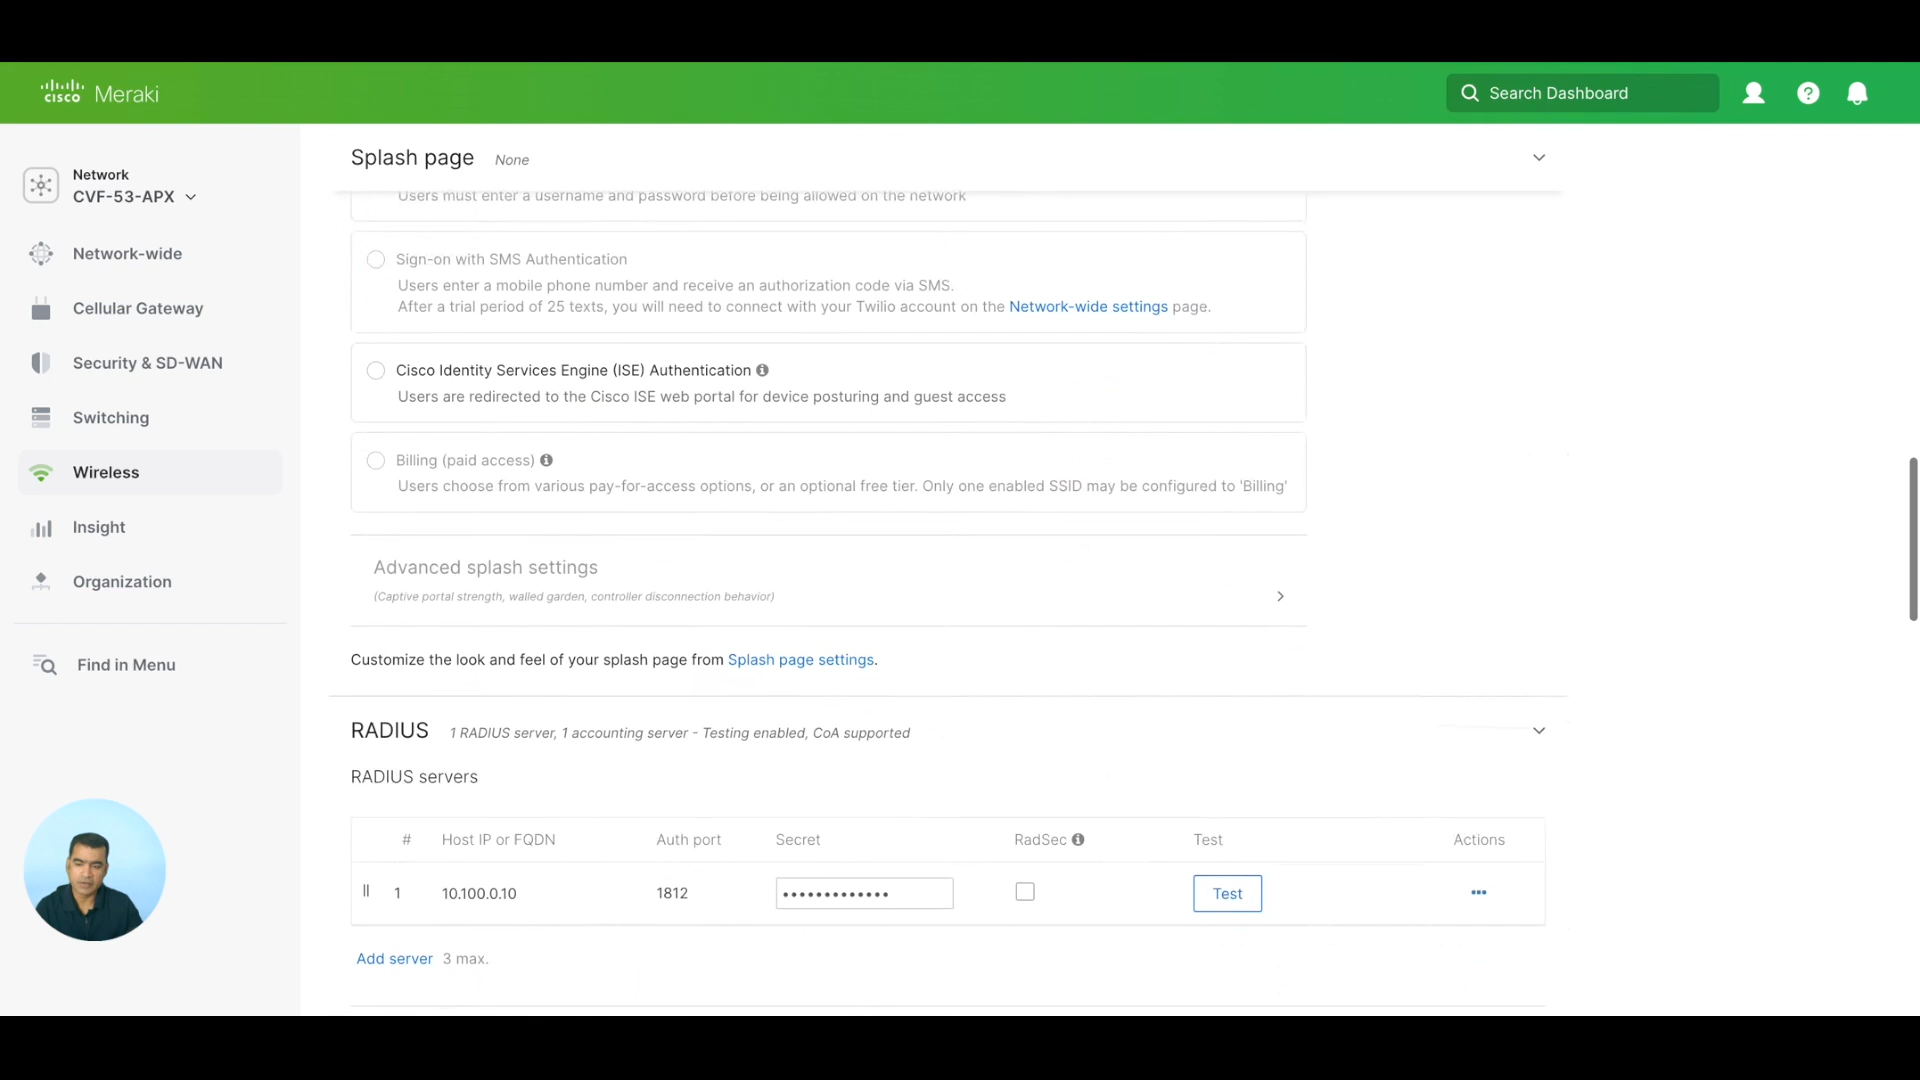 cisco Meraki
Search Dashboard
Network
CVF-53-APX
Network-wide
Cellular Gateway
Security & SD-WAN
Switching
Wireless
Insight
Organization
Find in Menu
Splash page None
Users must enter a username and password before being allowed on the network
Sign-on with SMS Authentication
Users enter a mobile phone number and receive an authorization code via SMS.
After a trial period of 25 texts, you will need to connect with your Twilio account on the Network-wide settings page.
Cisco Identity Services Engine (ISE) Authentication
Users are redirected to the Cisco ISE web portal for device posturing and guest access
Billing (paid access)
Users choose from various pay-for-access options, or an optional free tier. Only one enabled SSID may be configured to 'Billing'
Advanced splash settings
(Captive portal strength, walled garden, controller disconnection behavior)
Customize the look and feel of your splash page from Splash page settings.
RADIUS 1 RADIUS server, 1 accounting server - Testing enabled, CoA supported
RADIUS servers
# Host IP or FQDN Auth port Secret RadSec Test Actions
1 10.100.0.10 1812 ••••••••••••• Test •••
Add server 3 max.